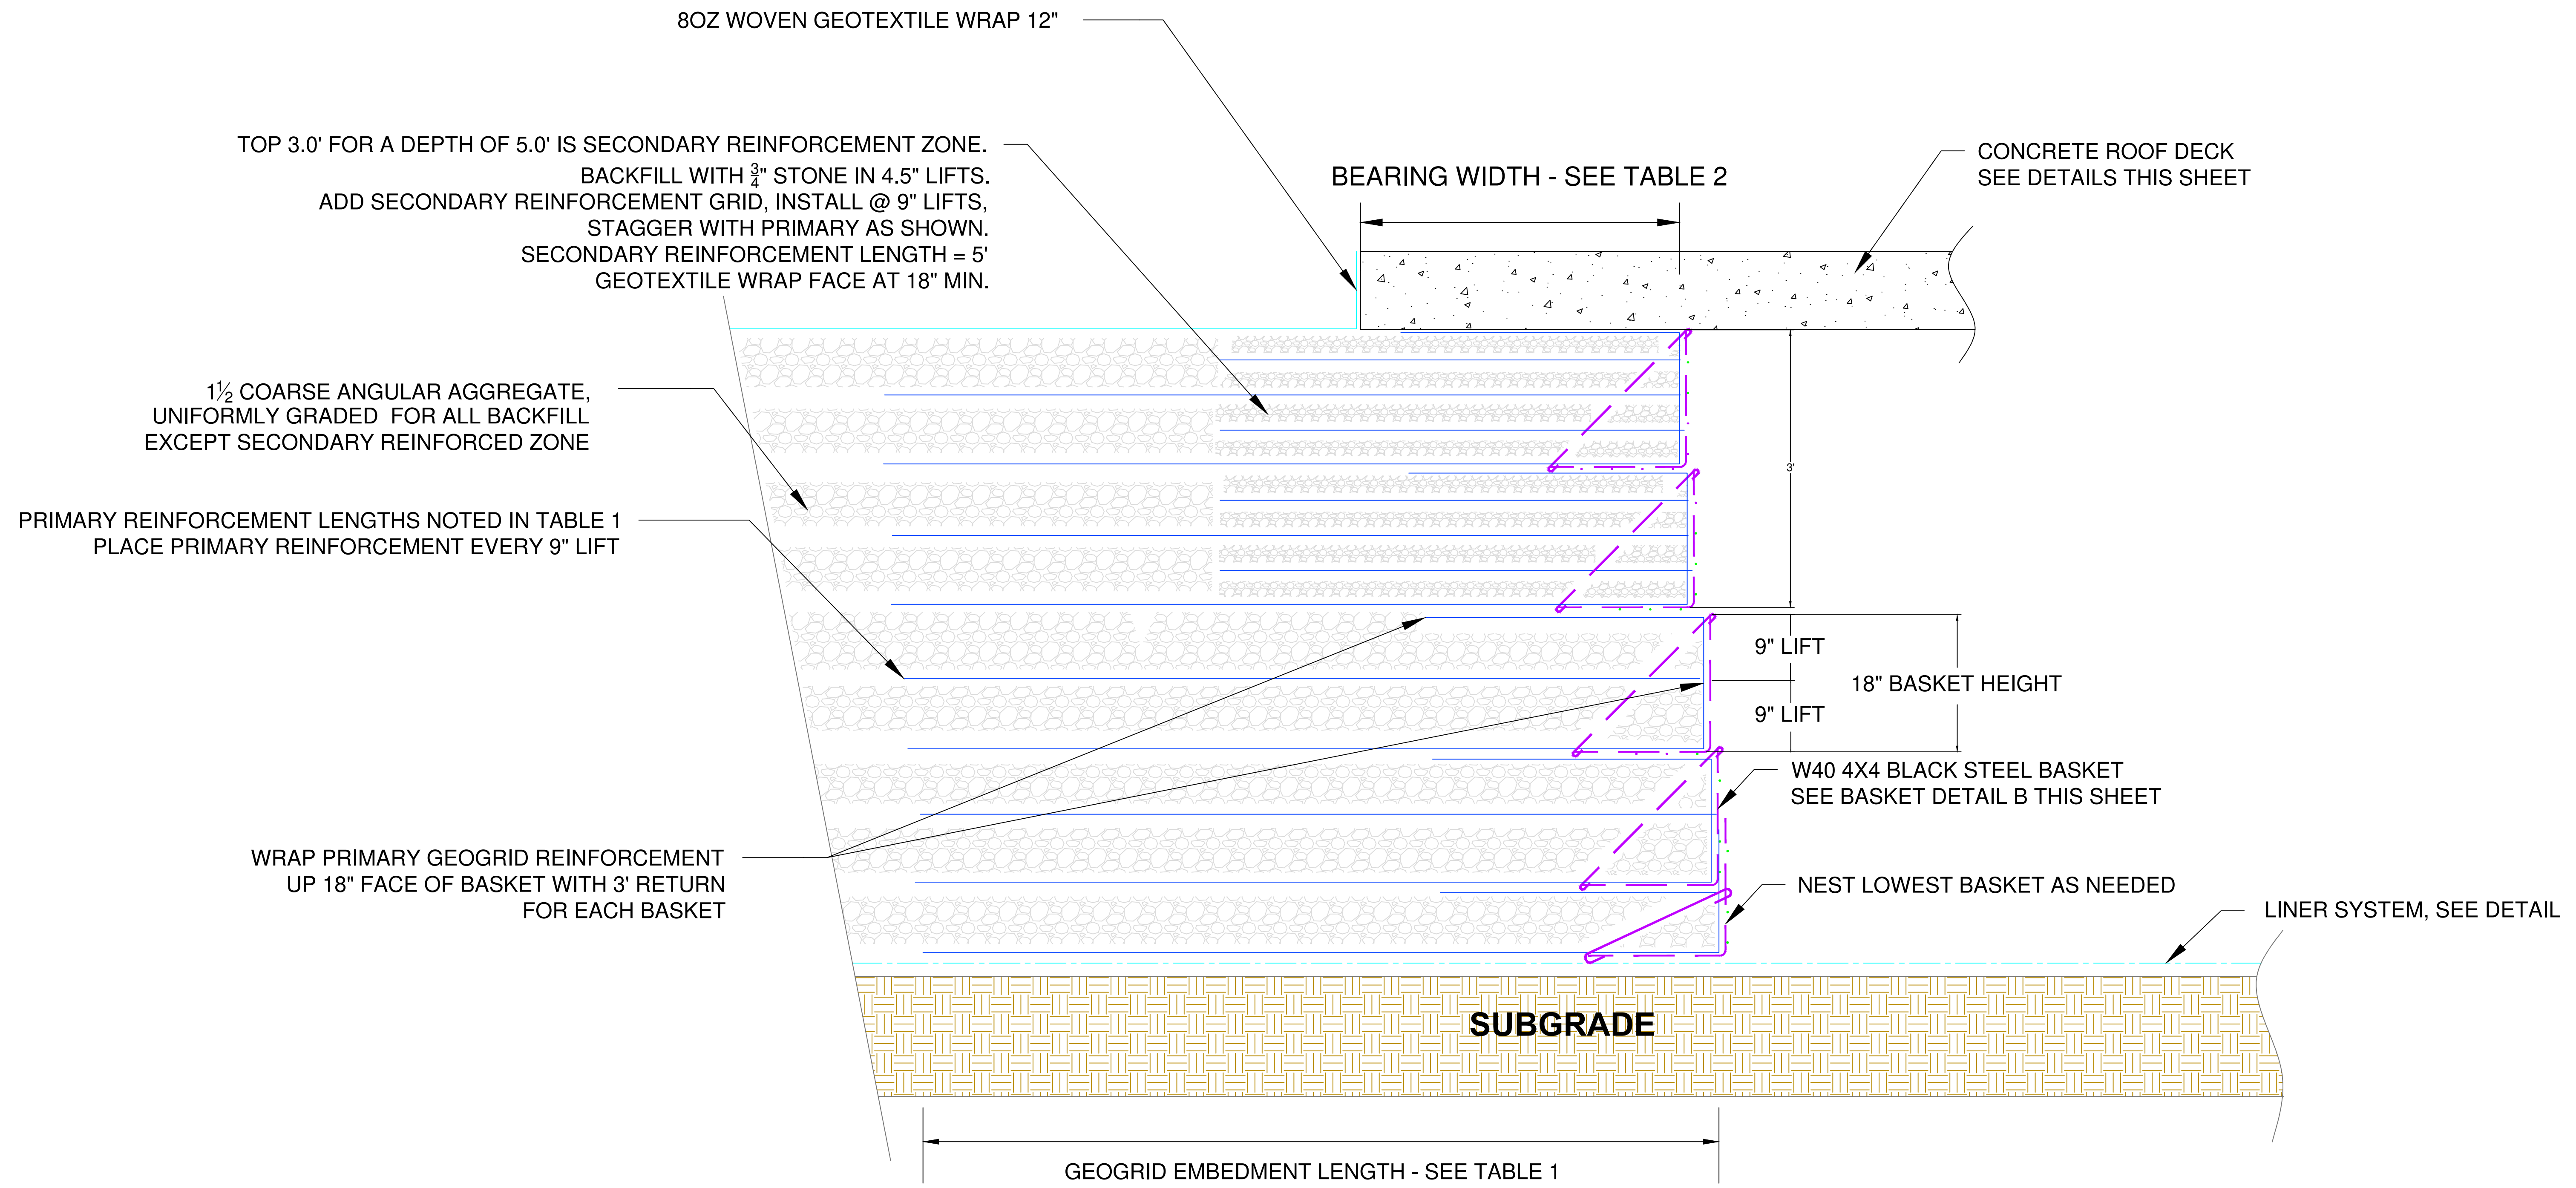 8OZ WOVEN GEOTEXTILE WRAP 12"
TOP 3.0' FOR A DEPTH OF 5.0' IS SECONDARY REINFORCEMENT ZONE.
BACKFILL WITH 3/4" STONE IN 4.5" LIFTS.
ADD SECONDARY REINFORCEMENT GRID, INSTALL @ 9" LIFTS,
STAGGER WITH PRIMARY AS SHOWN.
SECONDARY REINFORCEMENT LENGTH = 5'
GEOTEXTILE WRAP FACE AT 18" MIN.
BEARING WIDTH - SEE TABLE 2
CONCRETE ROOF DECK
SEE DETAILS THIS SHEET
1½ COARSE ANGULAR AGGREGATE,
UNIFORMLY GRADED FOR ALL BACKFILL
EXCEPT SECONDARY REINFORCED ZONE
3'
PRIMARY REINFORCEMENT LENGTHS NOTED IN TABLE 1
PLACE PRIMARY REINFORCEMENT EVERY 9" LIFT
9" LIFT
18" BASKET HEIGHT
9" LIFT
W40 4X4 BLACK STEEL BASKET
SEE BASKET DETAIL B THIS SHEET
WRAP PRIMARY GEOGRID REINFORCEMENT
UP 18" FACE OF BASKET WITH 3' RETURN
FOR EACH BASKET
NEST LOWEST BASKET AS NEEDED
LINER SYSTEM, SEE DETAIL
SUBGRADE
GEOGRID EMBEDMENT LENGTH - SEE TABLE 1